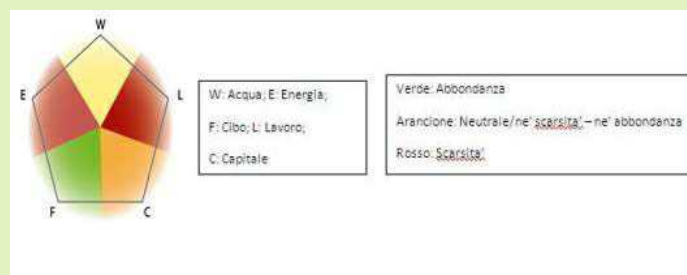 W
E
L
F
C
W: Acqua; E: Energia;
F: Cibo; L: Lavoro;
C: Capitale
Verde: Abbondanza
Arancione: Neutrale/ne' scarsita' – ne' abbondanza
Rosso: Scarsita'